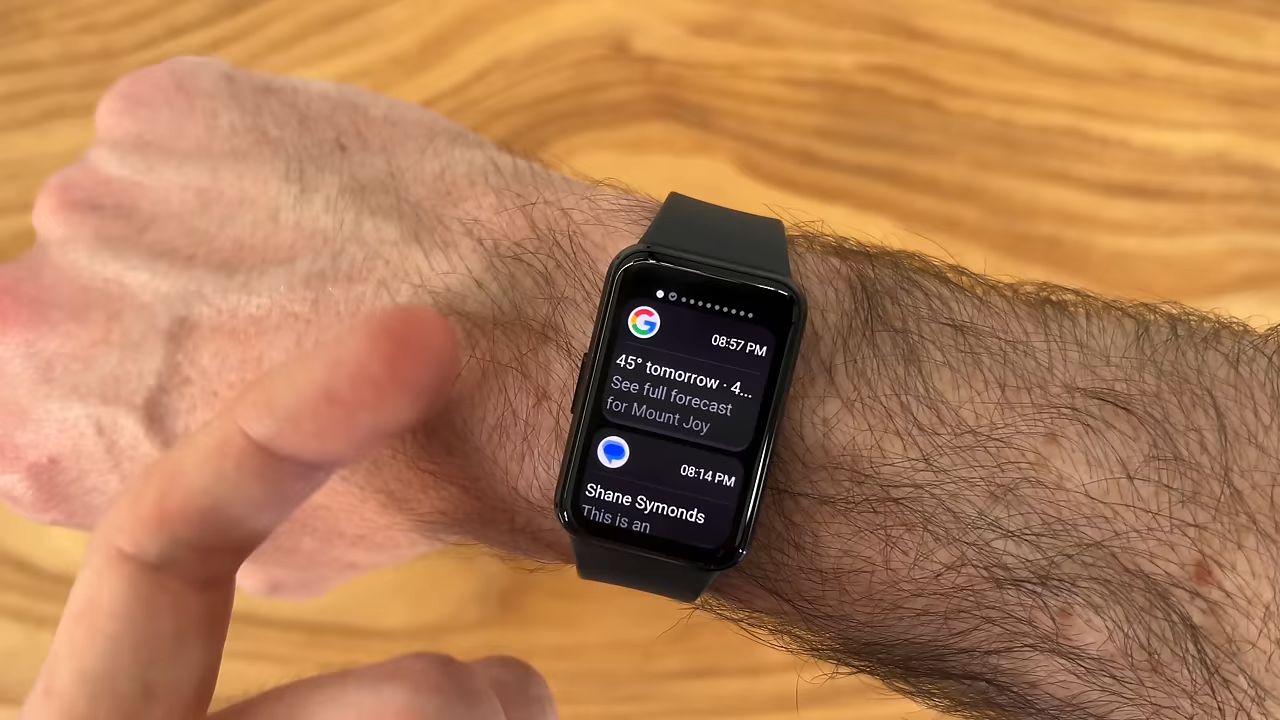 08:57 PM
45° tomorrow · 4...
See full forecast
for Mount Joy
08:14 PM
Shane Symonds
This is an